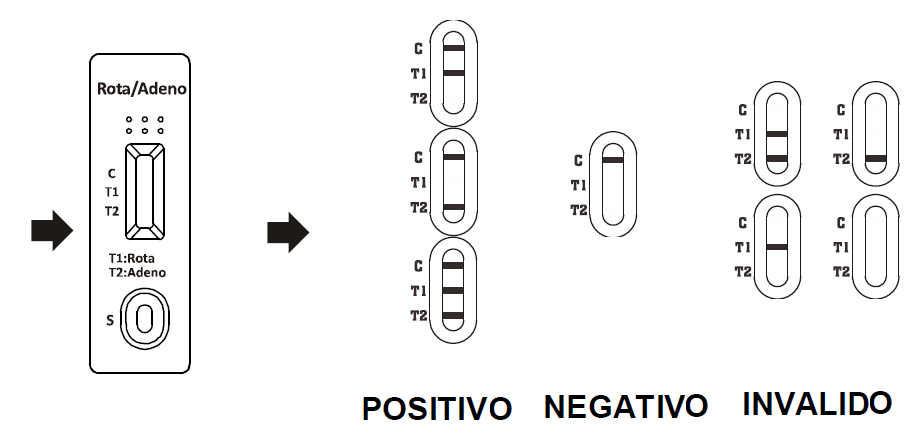 Rota/Adeno
C
T1
T2
T1:Rota
T2:Adeno
S
C
T1
T2
C
T1
T2
C
T1
T2
C
T1
T2
C
T1
T2
C
T1
T2
C
T1
T2
C
T1
T2
POSITIVO NEGATIVO INVALIDO